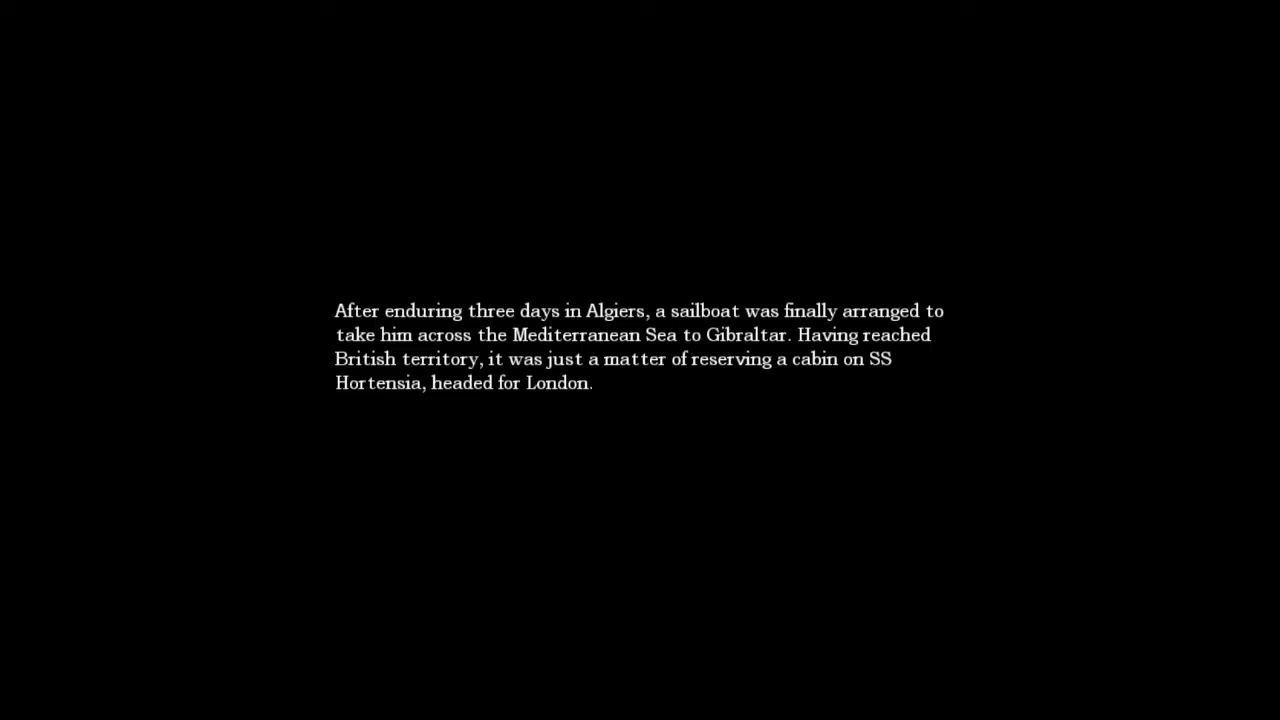 After enduring three days in Algiers, a sailboat was finally arranged to
take him across the Mediterranean Sea to Gibraltar. Having reached
British territory, it was just a matter of reserving a cabin on SS
Hortensia, headed for London.